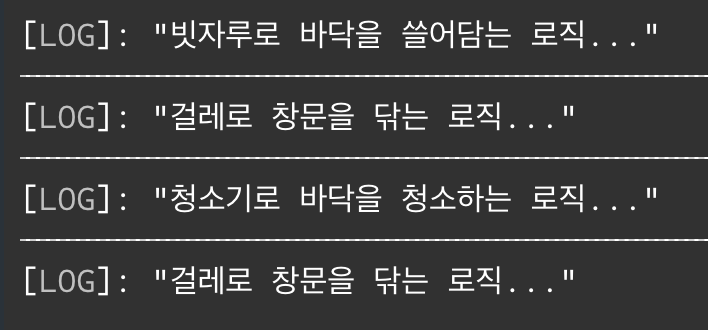 [LOG]: "빗자루로 바닥을 쓸어담는 로직..."
[LOG]: "걸레로 창문을 닦는 로직..."
[LOG]: "청소기로 바닥을 청소하는 로직..."
[LOG]: "걸레로 창문을 닦는 로직..."